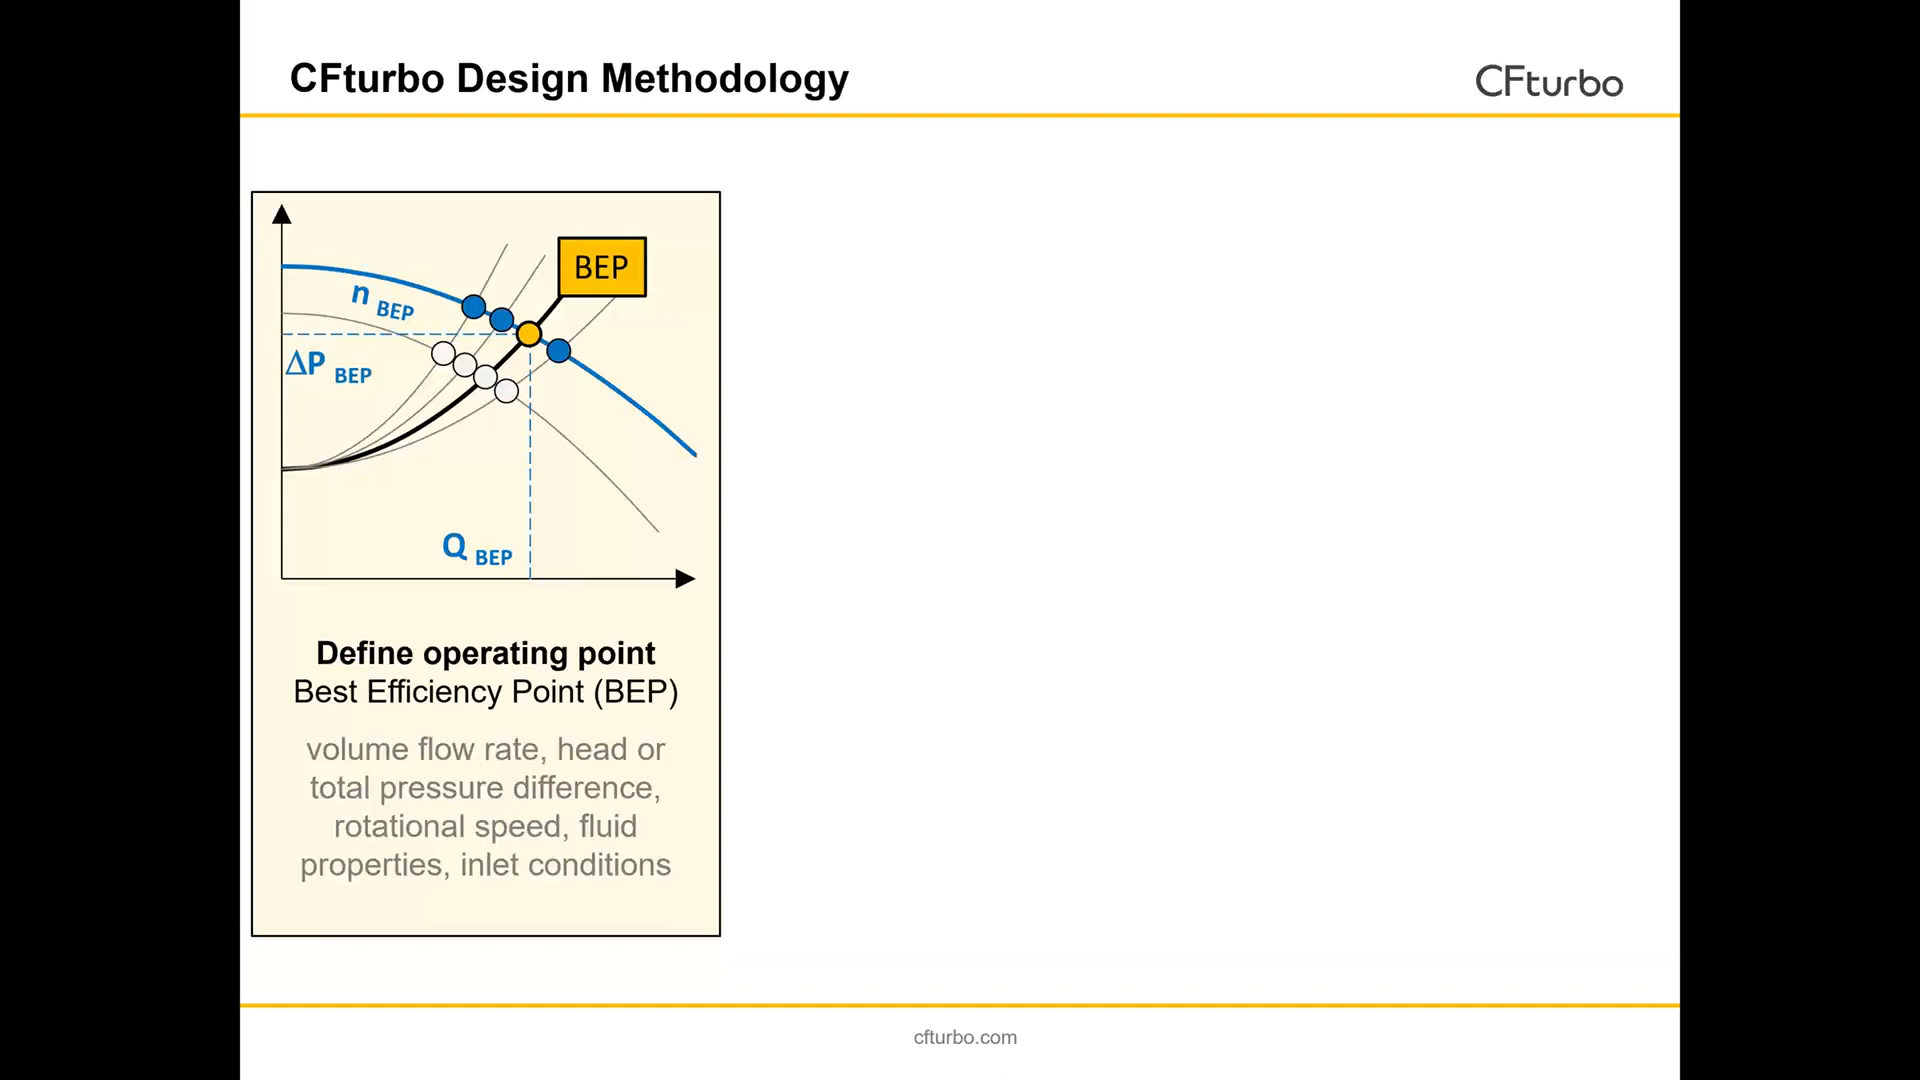 CFturbo Design Methodology
CFturbo
BEP
n BEP
ΔP BEP
Q BEP
Define operating point
Best Efficiency Point (BEP)
volume flow rate, head or
total pressure difference,
rotational speed, fluid
properties, inlet conditions
cfturbo.com